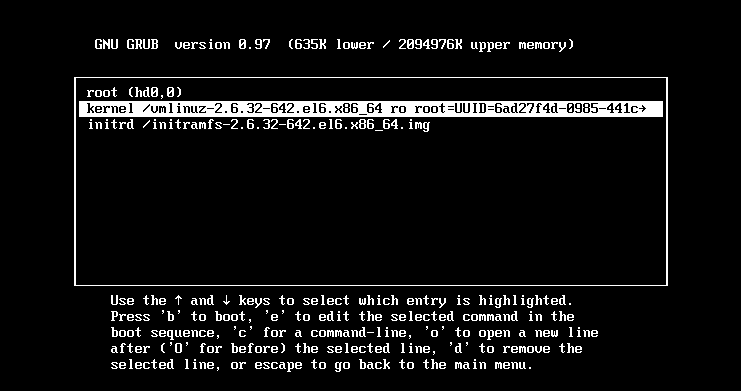 GNU GRUB  version 0.97  (635K lower / 2094976K upper memory)
root (hd0,0)
kernel /vmlinuz-2.6.32-642.el6.x86_64 ro root=UUID=6ad27f4d-0985-441c→
initrd /initramfs-2.6.32-642.el6.x86_64.img
Use the ↑ and ↓ keys to select which entry is highlighted.
Press 'b' to boot, 'e' to edit the selected command in the
boot sequence, 'c' for a command-line, 'o' to open a new line
after ('O' for before) the selected line, 'd' to remove the
selected line, or escape to go back to the main menu.